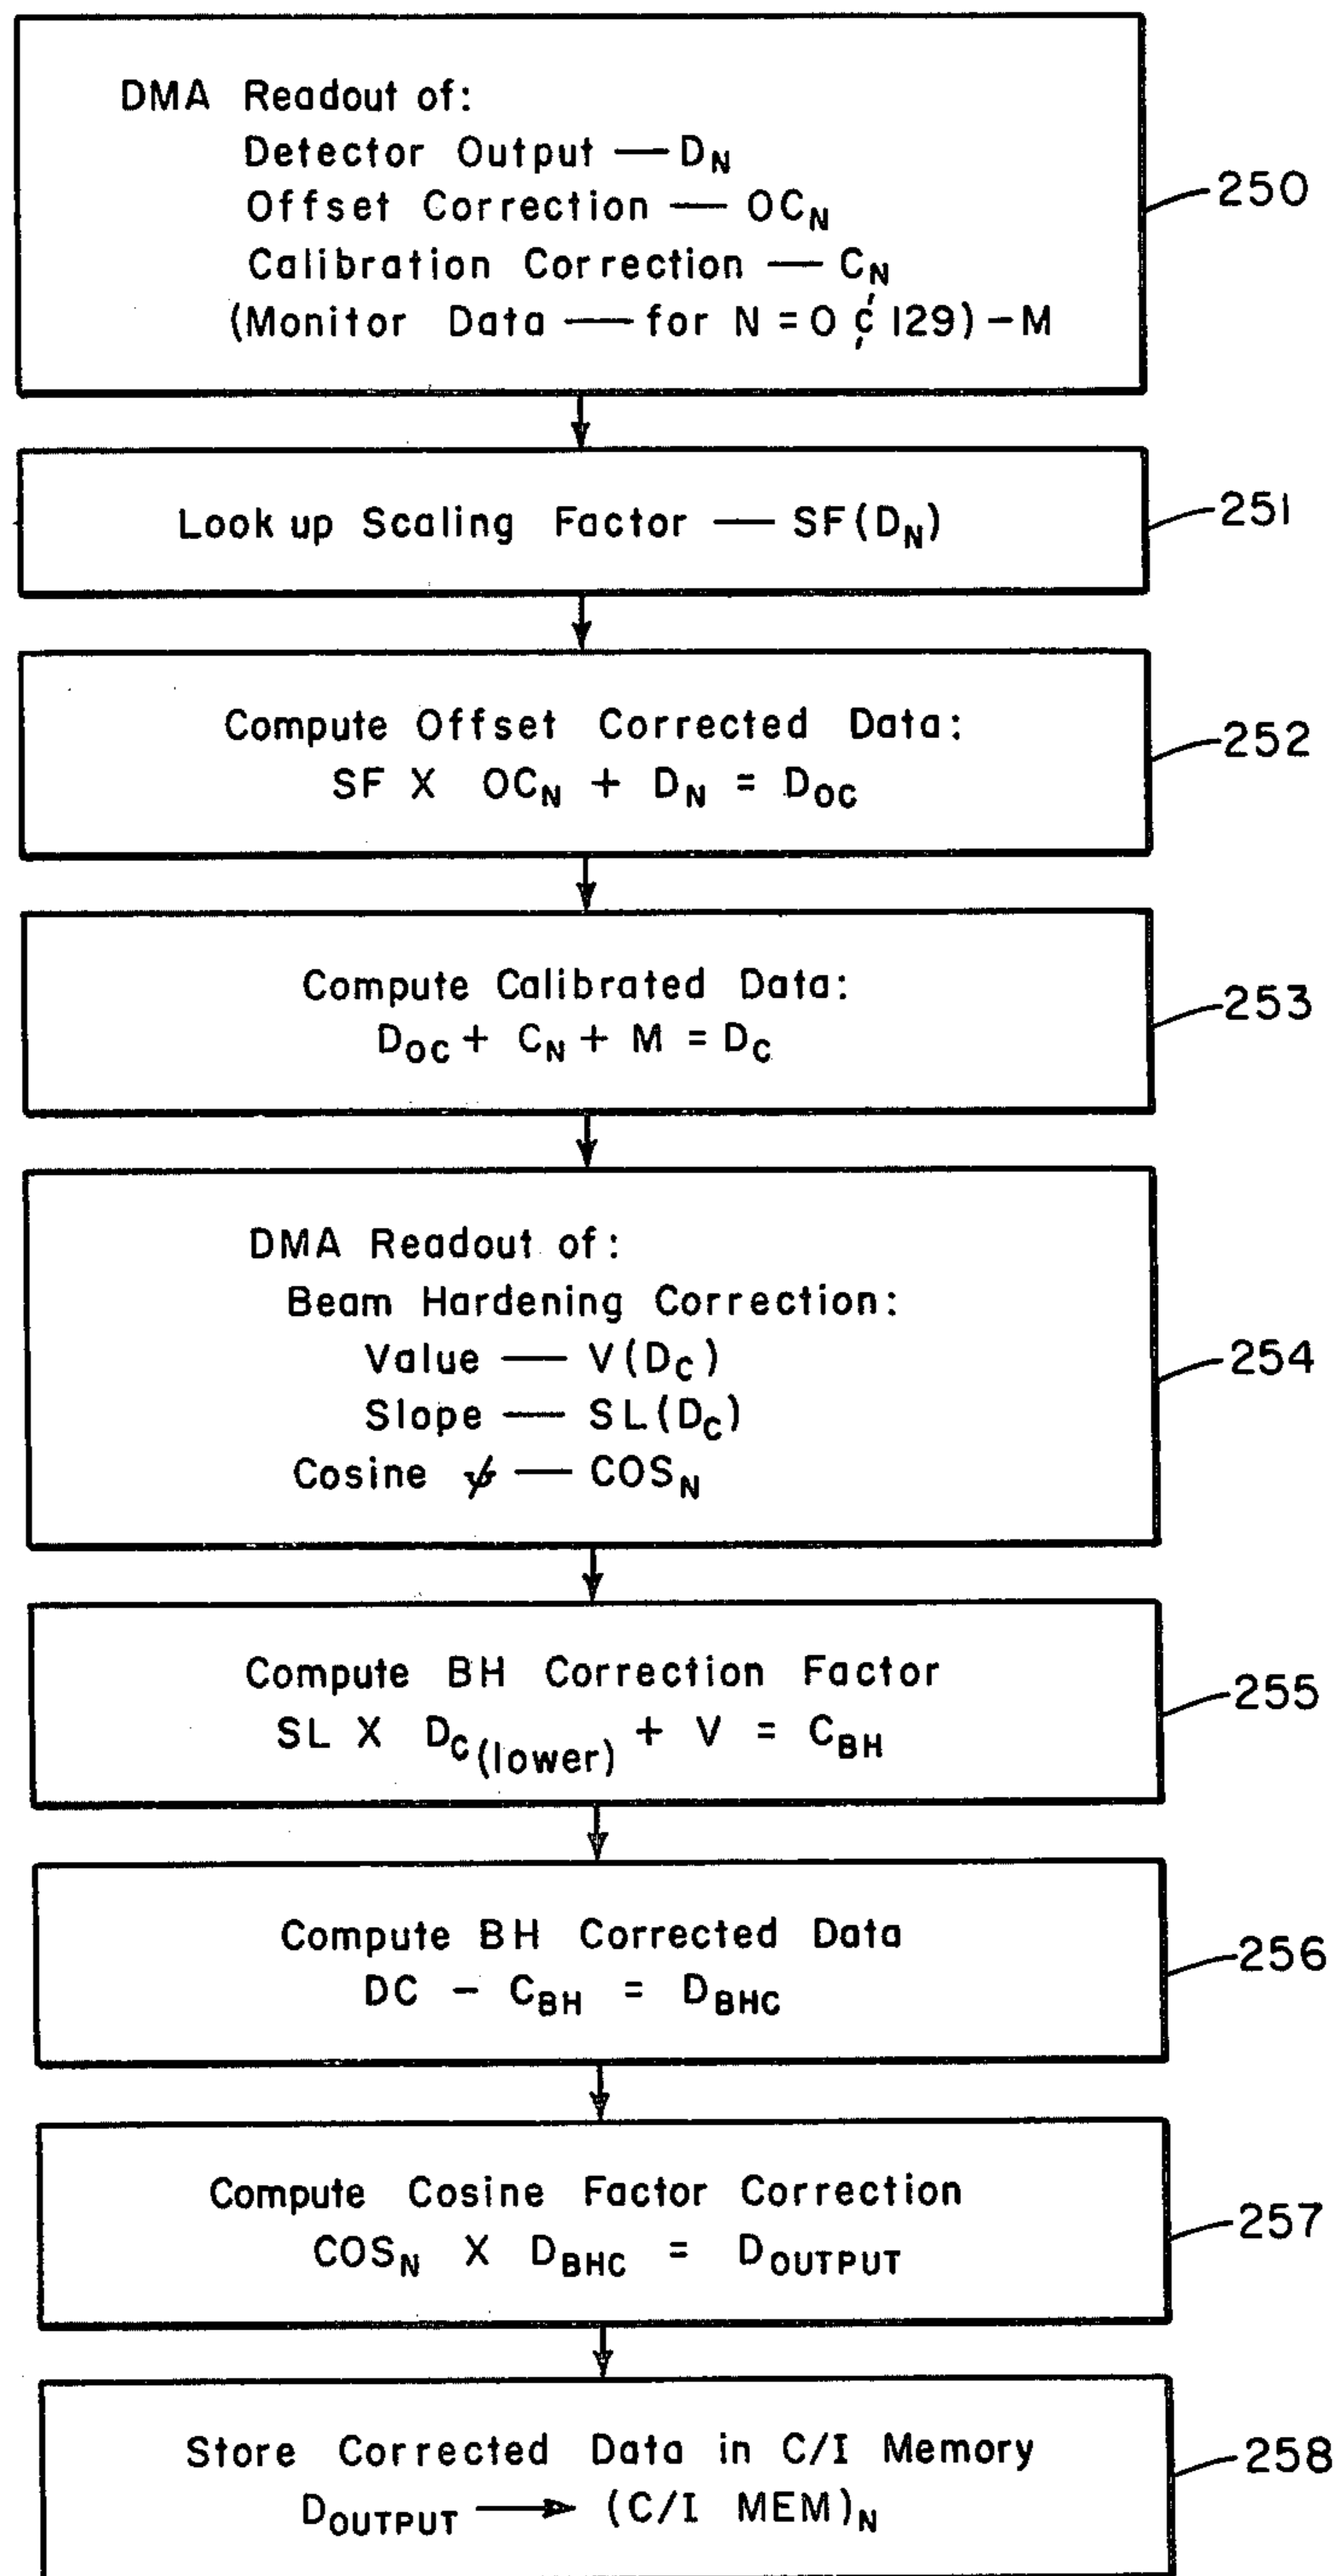 DMA Readout of:
Detector Output — D_N
Offset Correction — OC_N
Calibration Correction — C_N
(Monitor Data — for N = 0 ¢ 129) – M
250
Look up Scaling Factor — SF(D_N)
251
Compute Offset Corrected Data:
SF X OC_N + D_N = D_OC
252
Compute Calibrated Data:
D_OC + C_N + M = D_C
253
DMA Readout of:
Beam Hardening Correction:
Value — V(D_C)
Slope — SL(D_C)
Cosine ψ — COS_N
254
Compute BH Correction Factor
SL X D_C(lower) + V = C_BH
255
Compute BH Corrected Data
DC – C_BH = D_BHC
256
Compute Cosine Factor Correction
COS_N X D_BHC = D_OUTPUT
257
Store Corrected Data in C/I Memory
D_OUTPUT → (C/I MEM)_N
258